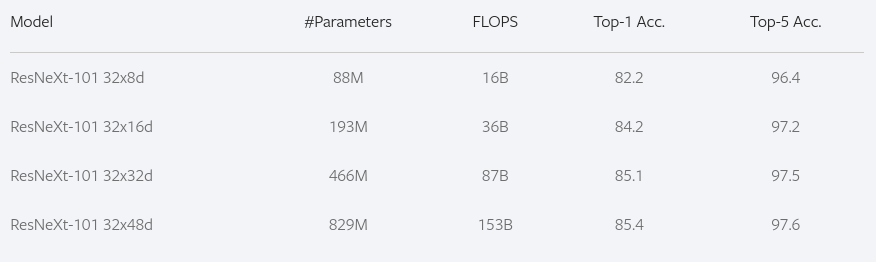 Model #Parameters FLOPS Top-1 Acc. Top-5 Acc.
ResNeXt-101 32x8d 88M 16B 82.2 96.4
ResNeXt-101 32x16d 193M 36B 84.2 97.2
ResNeXt-101 32x32d 466M 87B 85.1 97.5
ResNeXt-101 32x48d 829M 153B 85.4 97.6